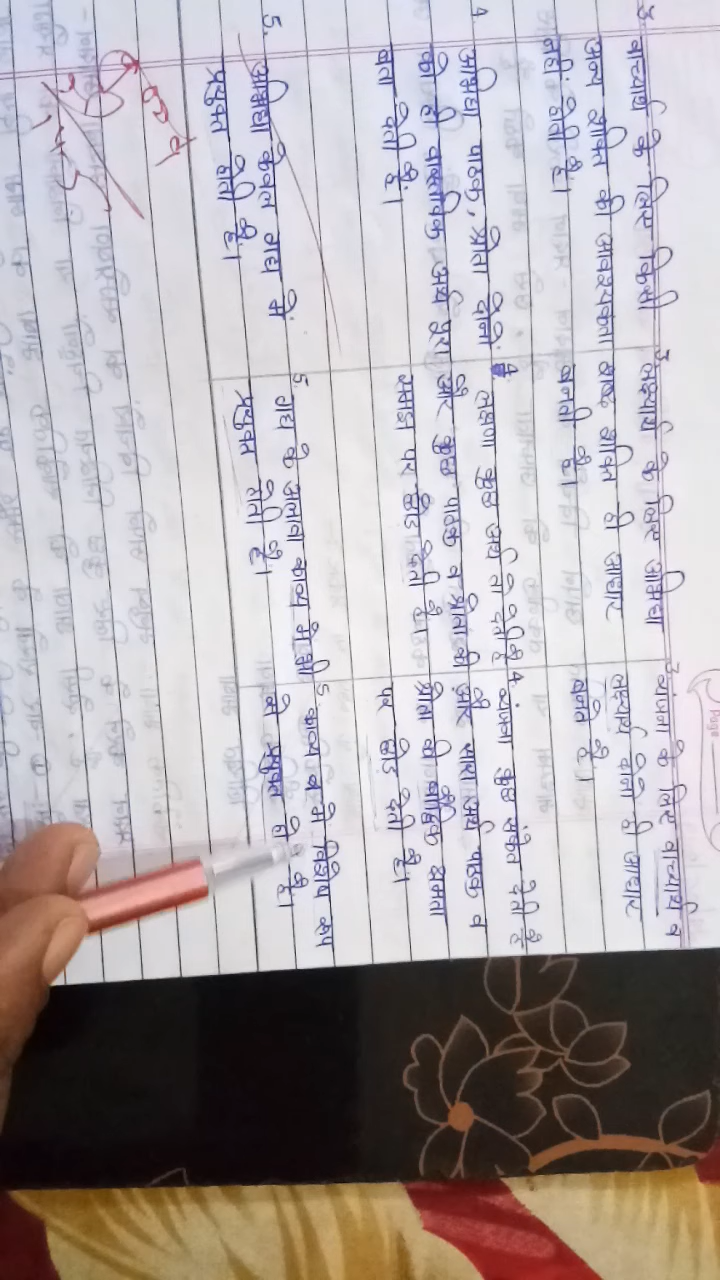 Page
3. वाच्यार्थ के लिए किसी
अन्य शक्ति की आवश्यकता
नहीं होती है।
3. लक्ष्यार्थ के लिए अभिधा
शब्द शक्ति ही आधार
बनती है।
3. व्यंजना के लिए वाच्यार्थ व
लक्ष्यार्थ दोनो ही आधार
बनते है।
4. अभिधा पाठक, श्रोता दोनों
को ही वास्तविक अर्थ पूरा
बता देती है।
4. लक्षणा कुछ अर्थ तो देती है
और कुछ पाठक व श्रोता की
समझ पर छोड़ देती है।
4. व्यंजना कुछ संकेत देती है
और सारा अर्थ पाठक व
श्रोता की बौद्धिक क्षमता
पर छोड़ देती है।
5. अभिधा केवल गद्य में
प्रयुक्त होती है।
5. गद्य के अलावा काव्य में भी
प्रयुक्त होती है।
5. काव्य व में विशेष रूप
से प्रयुक्त है।